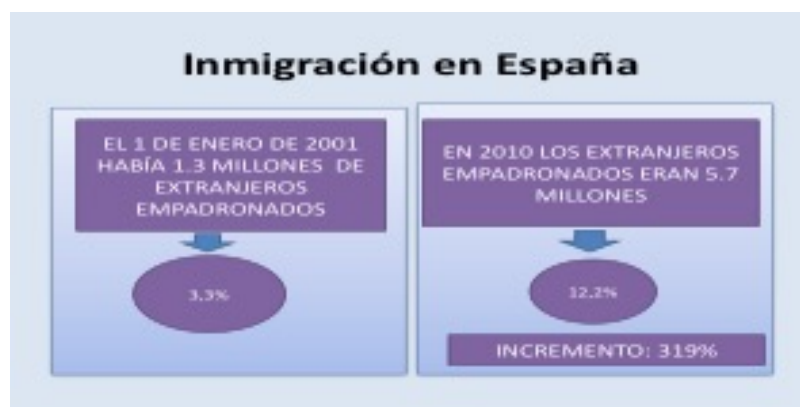 Inmigración en España
EL 1 DE ENERO DE 2001
HABÍA 1.3 MILLONES DE
EXTRANJEROS
EMPADRONADOS
3.3%
EN 2010 LOS EXTRANJEROS
EMPADRONADOS ERAN 5.7
MILLONES
12.2%
INCREMENTO: 319%